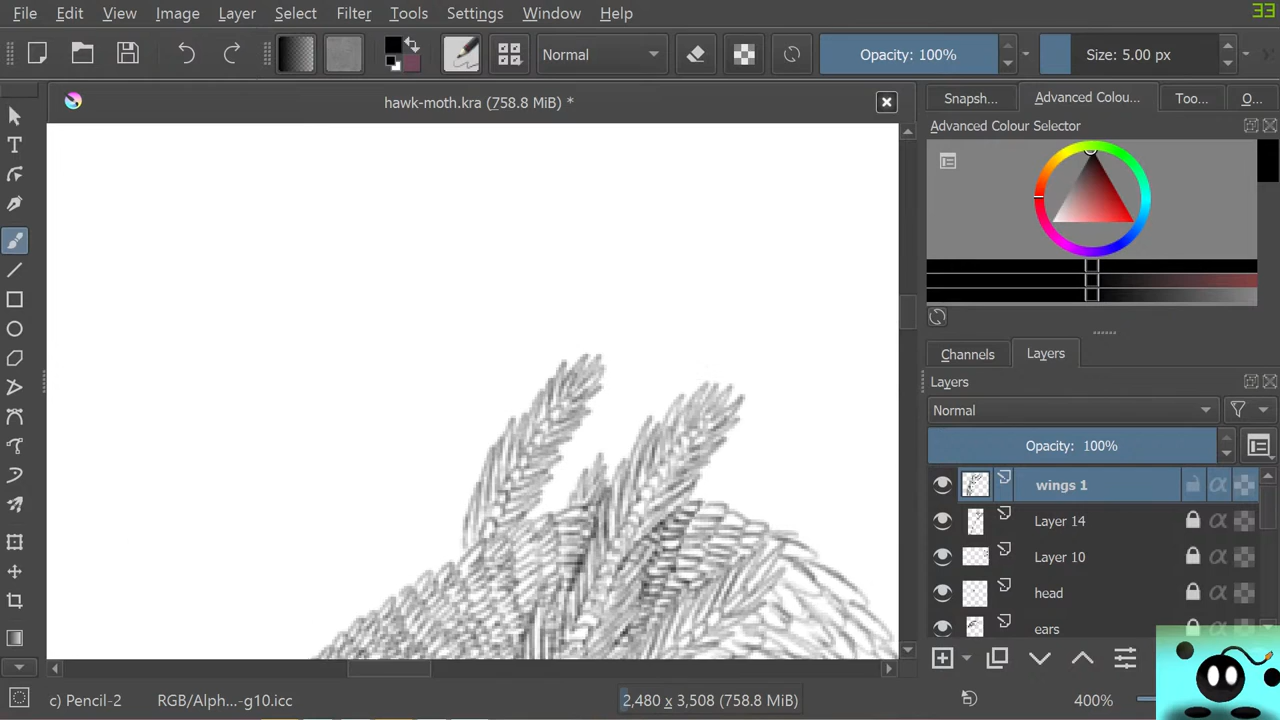 File Edit View Image Layer Select Filter Tools Settings Window Help
33
Normal
Opacity: 100%
Size: 5.00 px
hawk-moth.kra (758.8 MiB) *
Snapsh... Advanced Colou... Too... O...
Advanced Colour Selector
Channels Layers
Layers
Normal
Opacity: 100%
wings 1
Layer 14
Layer 10
head
ears
c) Pencil-2 RGB/Alph...-g10.icc 2,480 x 3,508 (758.8 MiB) 400%